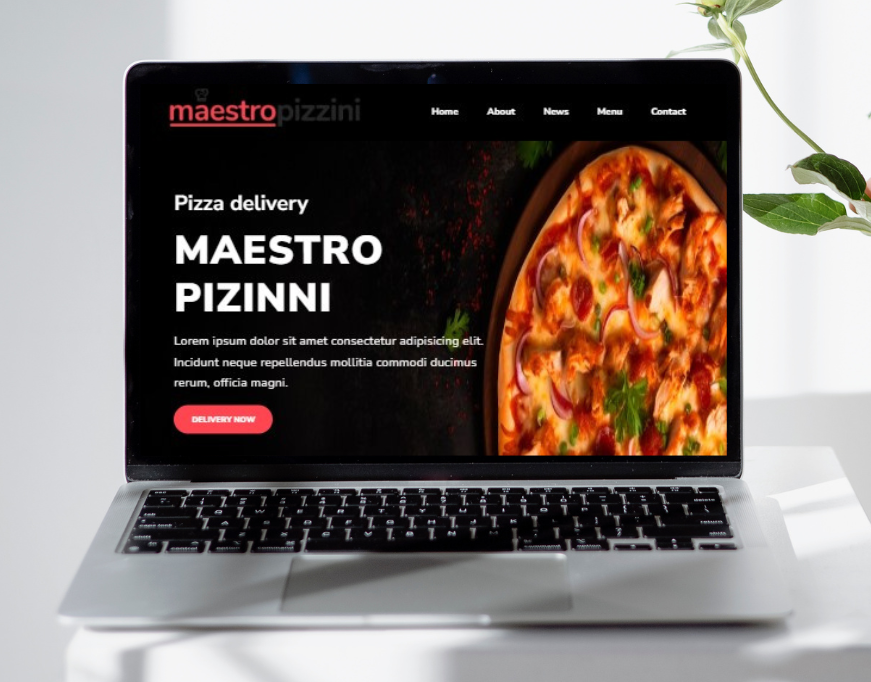 maestropizzini
Home About News Menu Contact
Pizza delivery
MAESTRO
PIZINNI
Lorem ipsum dolor sit amet consectetur adipisicing elit.
Incidunt neque repellendus mollitia commodi ducimus
rerum, officia magni.
DELIVERY NOW